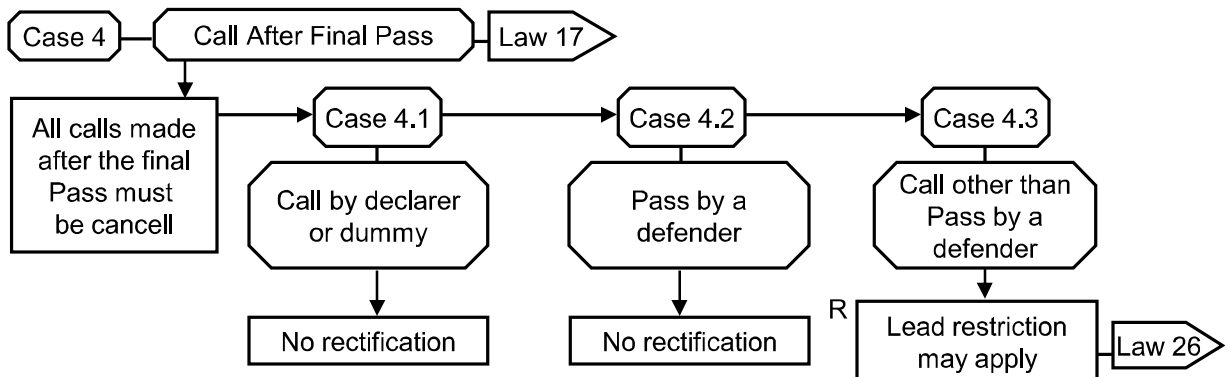 Case 4
Call After Final Pass
Law 17
All calls made
after the final
Pass must
be cancell
Case 4.1
Call by declarer
or dummy
No rectification
Case 4.2
Pass by a
defender
No rectification
Case 4.3
Call other than
Pass by a
defender
R
Lead restriction
may apply
Law 26